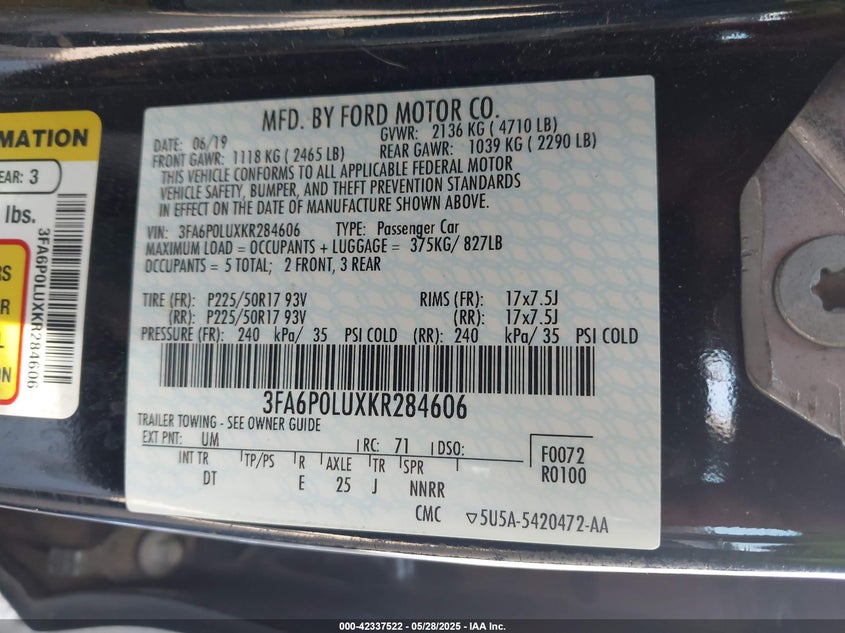 MFD. BY FORD MOTOR CO.
DATE: 06/19 GVWR: 2136 KG ( 4710 LB)
FRONT GAWR: 1118 KG ( 2465 LB) REAR GAWR: 1039 KG ( 2290 LB)
THIS VEHICLE CONFORMS TO ALL APPLICABLE FEDERAL MOTOR
VEHICLE SAFETY, BUMPER, AND THEFT PREVENTION STANDARDS
IN EFFECT ON THE DATE OF MANUFACTURE SHOWN ABOVE.
VIN: 3FA6P0LUXKR284606 TYPE: Passenger Car
MAXIMUM LOAD = OCCUPANTS + LUGGAGE = 375KG/ 827LB
OCCUPANTS = 5 TOTAL; 2 FRONT, 3 REAR
TIRE (FR): P225/50R17 93V RIMS (FR): 17x7.5J
(RR): P225/50R17 93V (RR): 17x7.5J
PRESSURE (FR): 240 kPa/ 35 PSI COLD (RR): 240 kPa/ 35 PSI COLD
3FA6P0LUXKR284606
TRAILER TOWING - SEE OWNER GUIDE
EXT PNT: UM RC: 71 DSO:
INT TR TP/PS R AXLE TR SPR
DT E 25 J NNRR
F0072
R0100
CMC ▽5U5A-5420472-AA
MATION
EAR: 3
lbs.
RS
R
L
ON
3FA6P0LUXKR284606
000-42337522 | 05/28/2025 - IAA Inc.